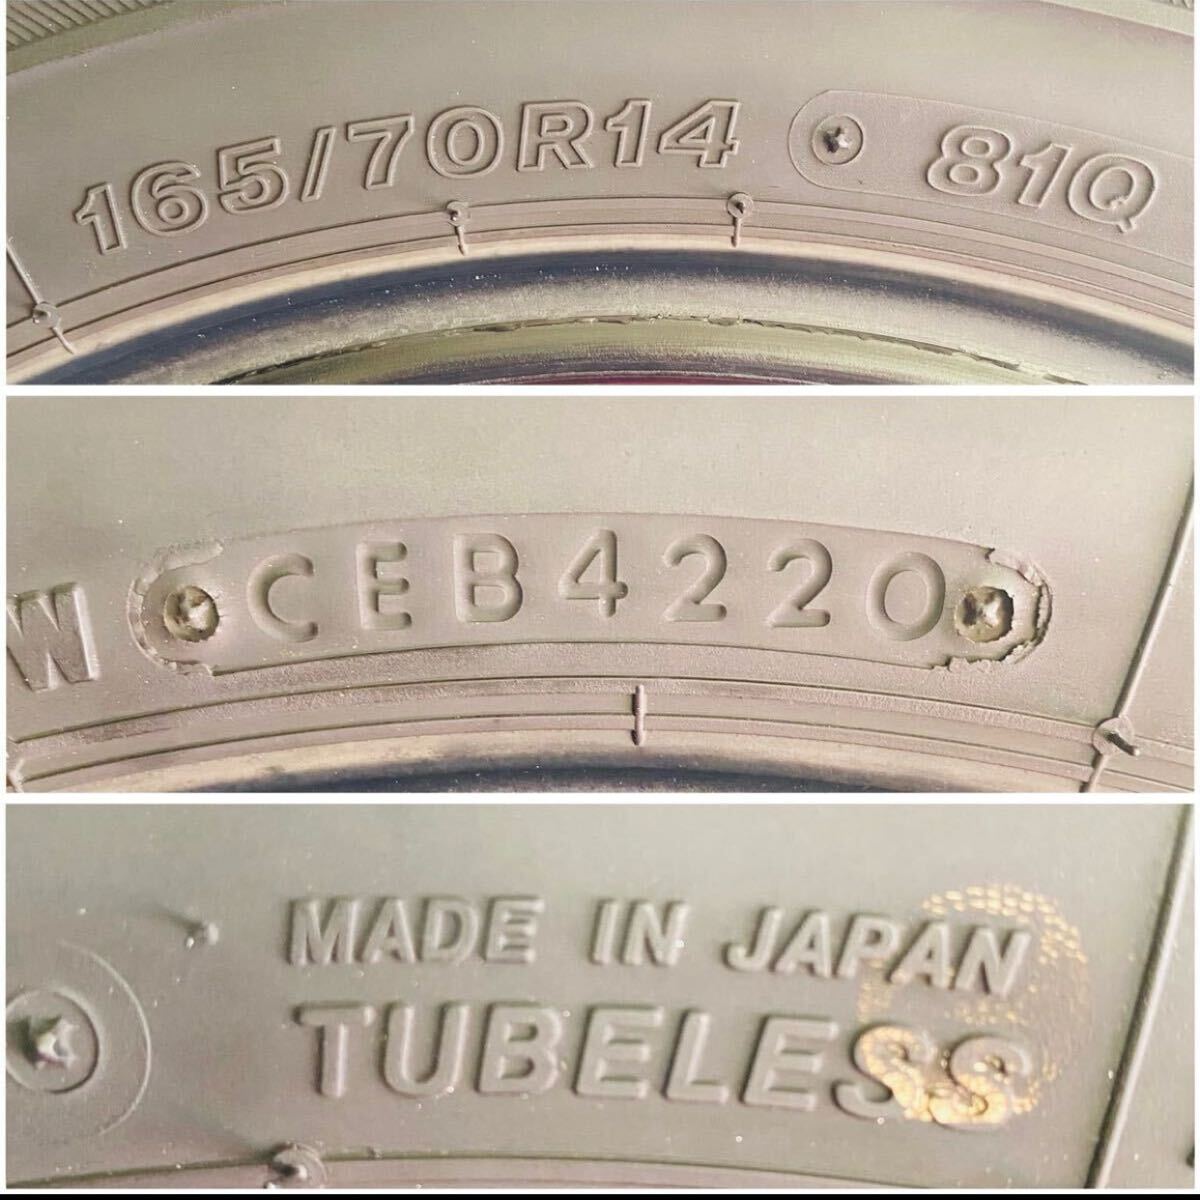 165/70R14 81Q
W CEB4220
MADE IN JAPAN
TUBELESS